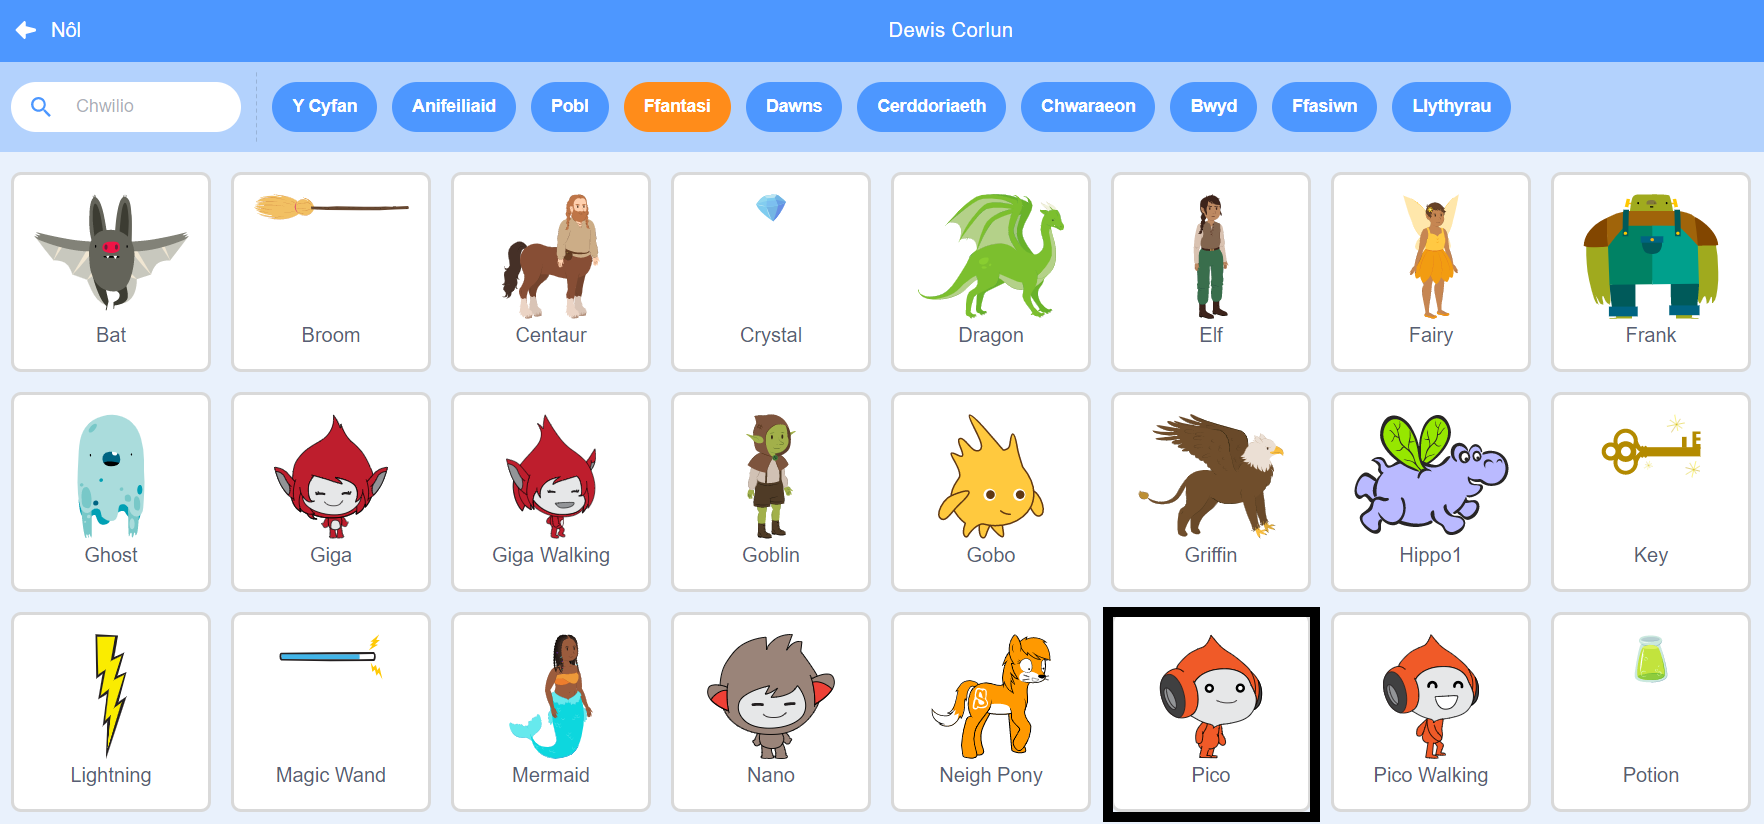 Nôl
Dewis Corlun
Chwilio
Y Cyfan Anifeiliaid Pobl Ffantasi Dawns Cerddoriaeth Chwaraeon Bwyd Ffasiwn Llythyrau
Bat Broom Centaur Crystal Dragon Elf Fairy Frank
Ghost Giga Giga Walking Goblin Gobo Griffin Hippo1 Key
Lightning Magic Wand Mermaid Nano Neigh Pony Pico Pico Walking Potion